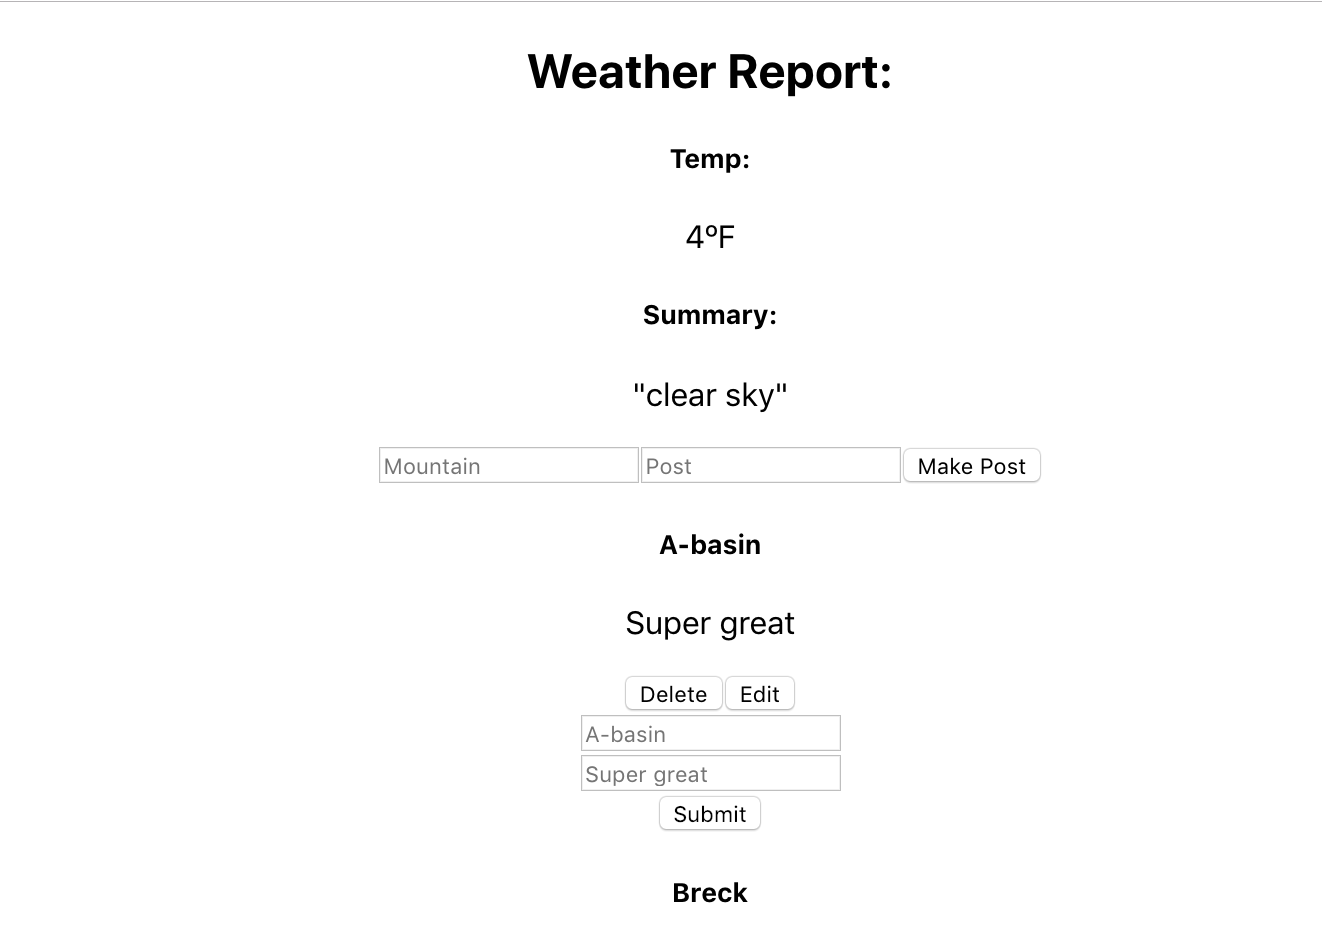 Weather Report:
Temp:
4ºF
Summary:
"clear sky"
Mountain Post Make Post
A-basin
Super great
Delete Edit
A-basin
Super great
Submit
Breck